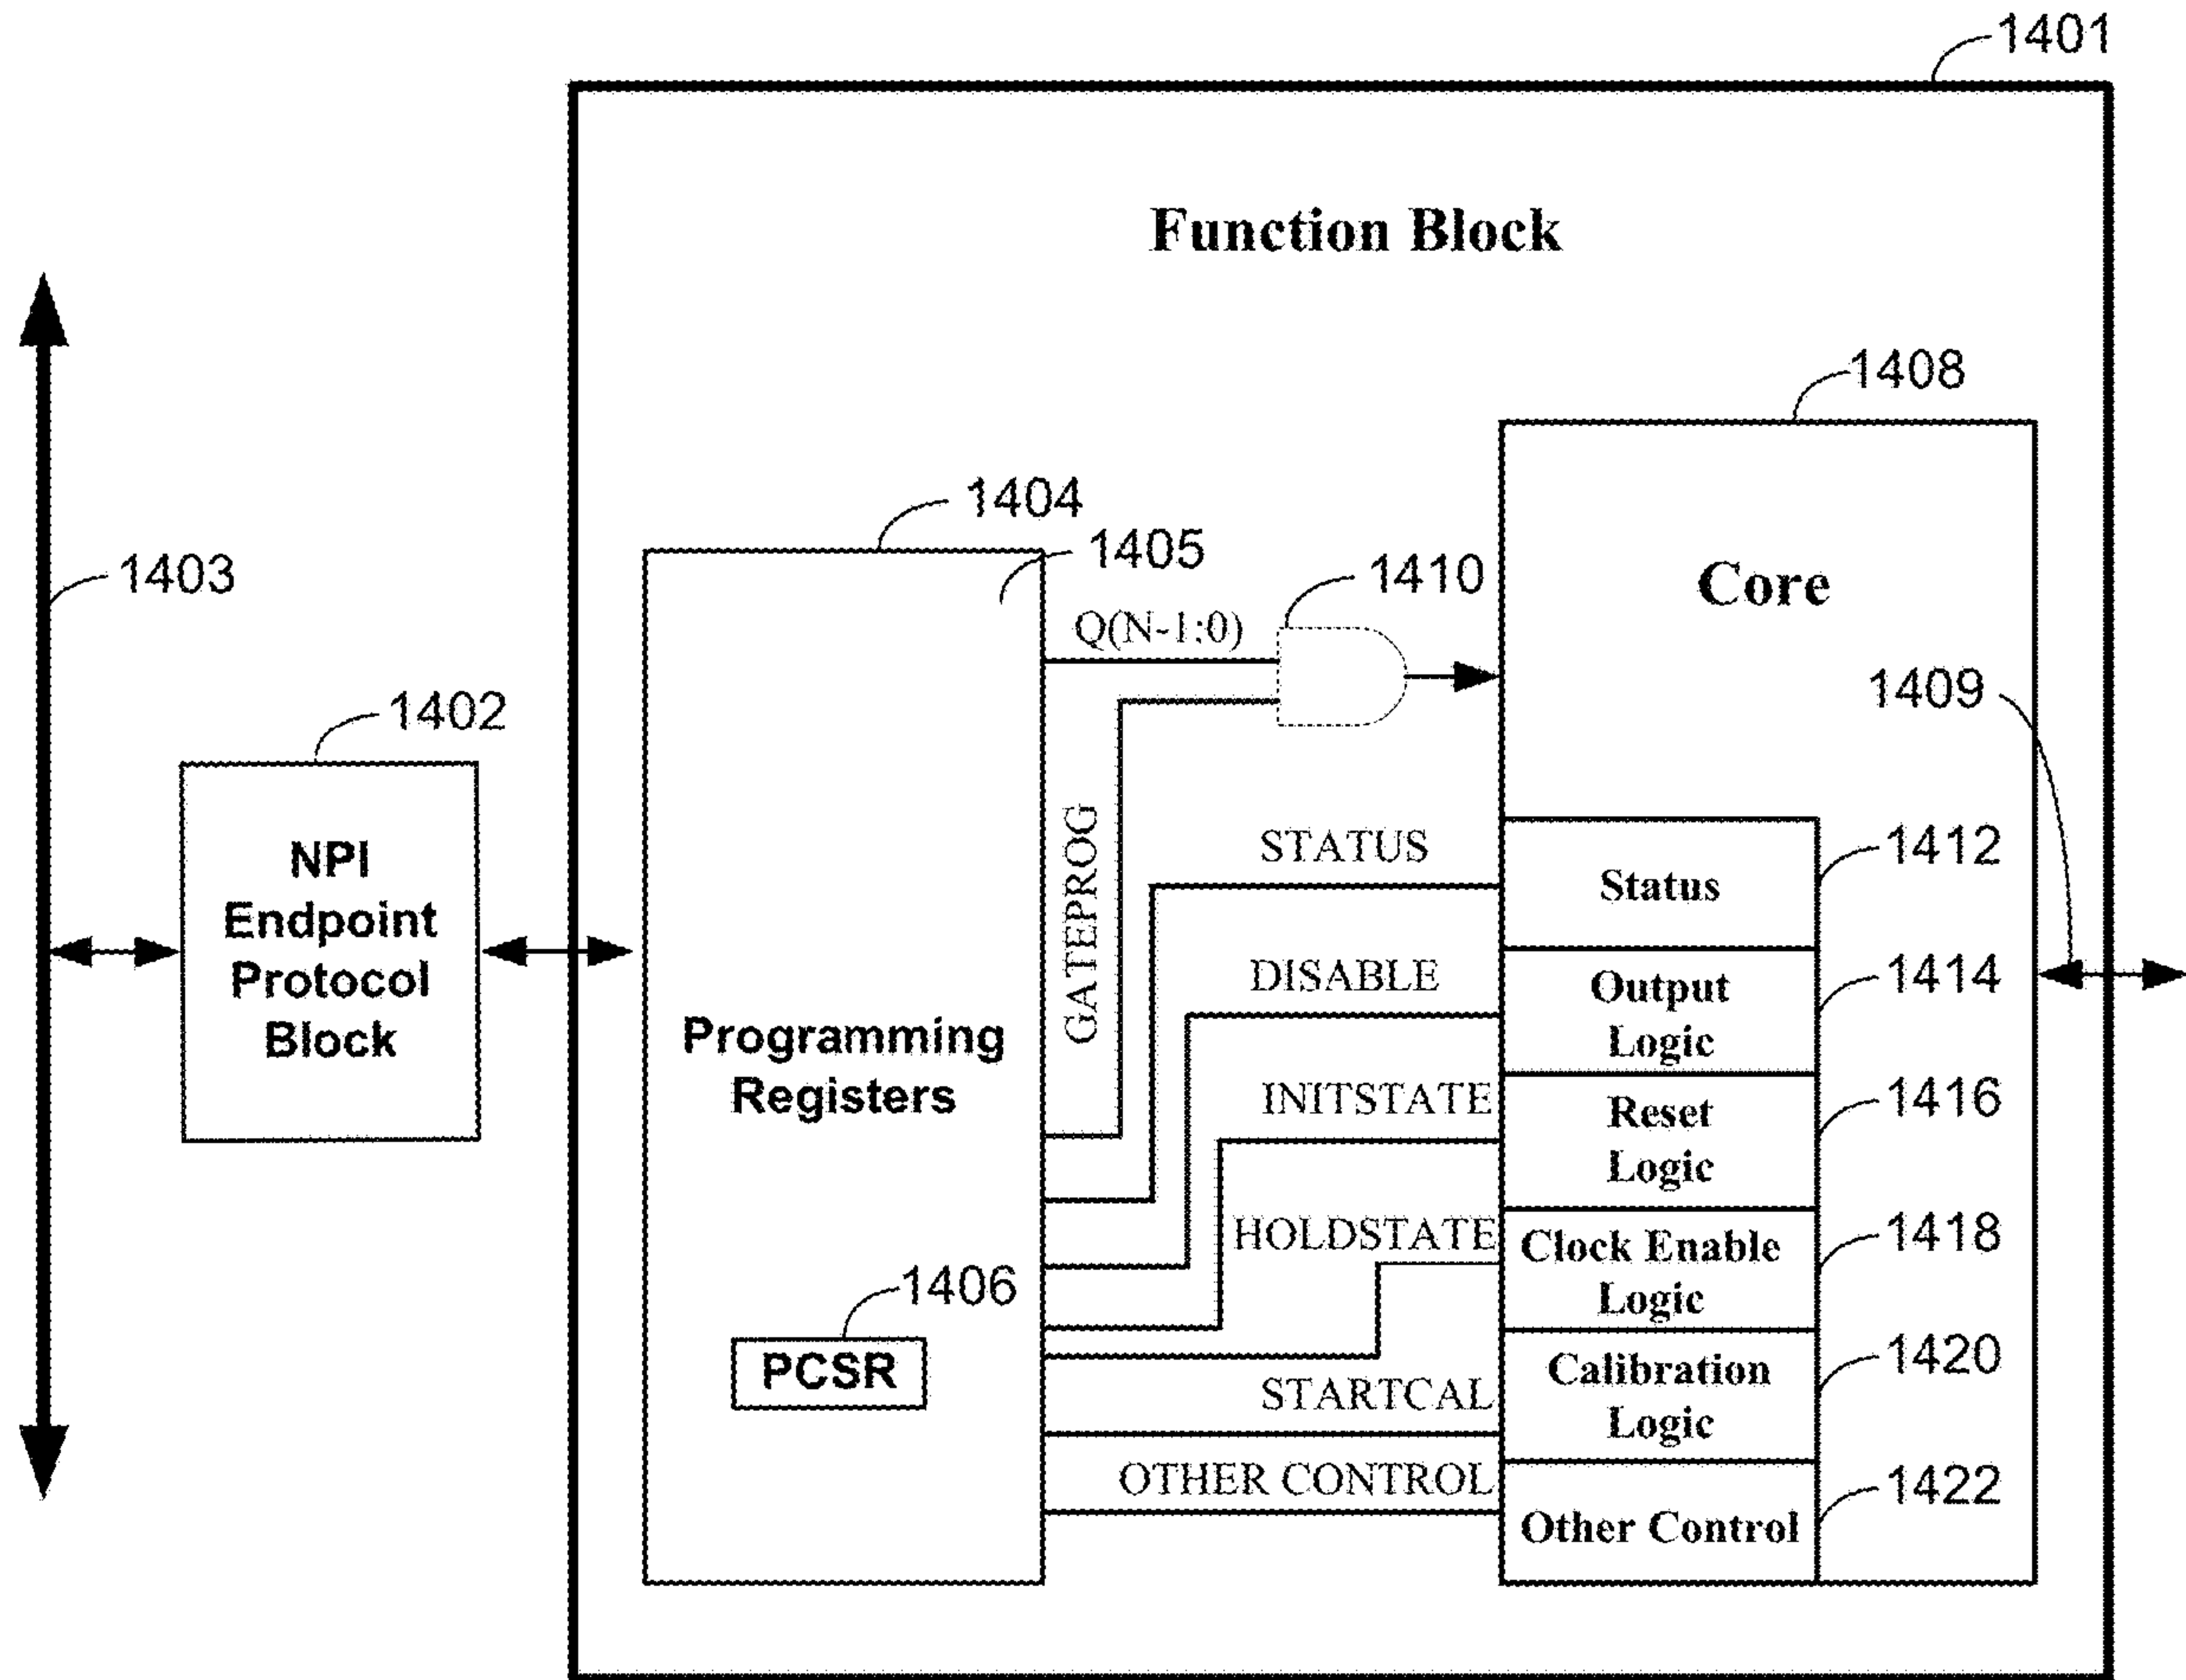 1401
Function Block
1408
1404
1405
1403
1410
Core
Q(N-1:0)
1409
1402
NPI
Endpoint
Protocol
Block
GATEPROG
STATUS
Status
1412
DISABLE
Output
Logic
1414
Programming
Registers
INITSTATE
Reset
Logic
1416
HOLDSTATE
Clock Enable
Logic
1418
1406
PCSR
STARTCAL
Calibration
Logic
1420
OTHER CONTROL
Other Control
1422